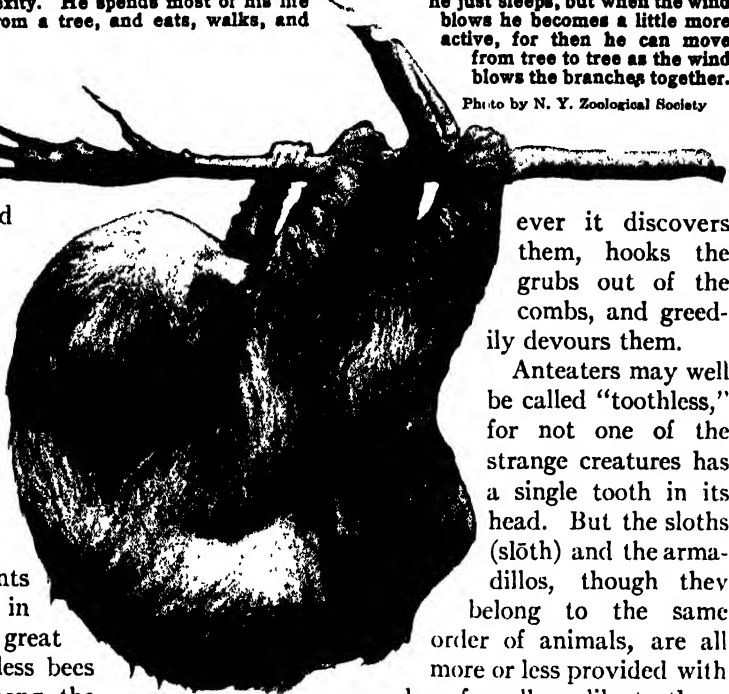 exity. He spends most of his life
rom a tree, and eats, walks, and
he just sleeps, but when the wind
blows he becomes a little more
active, for then he can move
from tree to tree as the wind
blows the branches together.
Photo by N. Y. Zoological Society
d
nts
in
great
less bees
ever it discovers
them, hooks the
grubs out of the
combs, and greed-
ily devours them.
Anteaters may well
be called “toothless,”
for not one of the
strange creatures has
a single tooth in its
head. But the sloths
(slōth) and the arma-
dillos, though they
belong to the same
order of animals, are all
more or less provided with